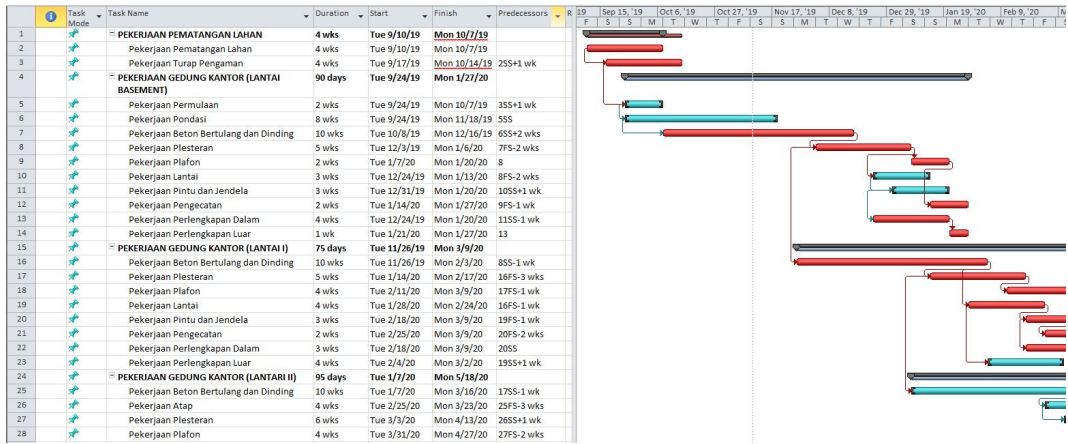 Task Mode Task Name Duration Start Finish Predecessors R 19 Sep 15, '19 Oct 6, '19 Oct 27, '19 Nov 17, '19 Dec 8, '19 Dec 29, '19 Jan 19, '20 Feb 9, '20 M
F S S M T W T F S S M T W T F S S M T W T F S S M
1 PEKERJAAN PEMATANGAN LAHAN 4 wks Tue 9/10/19 Mon 10/7/19
2 Pekerjaan Pematangan Lahan 4 wks Tue 9/10/19 Mon 10/7/19
3 Pekerjaan Turap Pengaman 4 wks Tue 9/17/19 Mon 10/14/19 2SS+1 wk
4 PEKERJAAN GEDUNG KANTOR (LANTAI BASEMENT) 90 days Tue 9/24/19 Mon 1/27/20
5 Pekerjaan Permulaan 2 wks Tue 9/24/19 Mon 10/7/19 3SS+1 wk
6 Pekerjaan Pondasi 8 wks Tue 9/24/19 Mon 11/18/19 5SS
7 Pekerjaan Beton Bertulang dan Dinding 10 wks Tue 10/8/19 Mon 12/16/19 6SS+2 wks
8 Pekerjaan Plesteran 5 wks Tue 12/3/19 Mon 1/6/20 7FS-2 wks
9 Pekerjaan Plafon 2 wks Tue 1/7/20 Mon 1/20/20 8
10 Pekerjaan Lantai 3 wks Tue 12/24/19 Mon 1/13/20 8FS-2 wks
11 Pekerjaan Pintu dan Jendela 3 wks Tue 12/31/19 Mon 1/20/20 10SS+1 wk
12 Pekerjaan Pengecatan 2 wks Tue 1/14/20 Mon 1/27/20 9FS-1 wk
13 Pekerjaan Perlengkapan Dalam 4 wks Tue 12/24/19 Mon 1/20/20 11SS-1 wk
14 Pekerjaan Perlengkapan Luar 1 wk Tue 1/21/20 Mon 1/27/20 13
15 PEKERJAAN GEDUNG KANTOR (LANTAI I) 75 days Tue 11/26/19 Mon 3/9/20
16 Pekerjaan Beton Bertulang dan Dinding 10 wks Tue 11/26/19 Mon 2/3/20 8SS-1 wk
17 Pekerjaan Plesteran 5 wks Tue 1/14/20 Mon 2/17/20 16FS-3 wks
18 Pekerjaan Plafon 4 wks Tue 2/11/20 Mon 3/9/20 17FS-1 wk
19 Pekerjaan Lantai 4 wks Tue 1/28/20 Mon 2/24/20 16FS-1 wk
20 Pekerjaan Pintu dan Jendela 3 wks Tue 2/18/20 Mon 3/9/20 19FS-1 wk
21 Pekerjaan Pengecatan 2 wks Tue 2/25/20 Mon 3/9/20 20FS-2 wks
22 Pekerjaan Perlengkapan Dalam 3 wks Tue 2/18/20 Mon 3/9/20 20SS
23 Pekerjaan Perlengkapan Luar 4 wks Tue 2/4/20 Mon 3/2/20 19SS+1 wk
24 PEKERJAAN GEDUNG KANTOR (LANTARI II) 95 days Tue 1/7/20 Mon 5/18/20
25 Pekerjaan Beton Bertulang dan Dinding 10 wks Tue 1/7/20 Mon 3/16/20 17SS-1 wk
26 Pekerjaan Atap 4 wks Tue 2/25/20 Mon 3/23/20 25FS-3 wks
27 Pekerjaan Plesteran 6 wks Tue 3/3/20 Mon 4/13/20 26SS+1 wk
28 Pekerjaan Plafon 4 wks Tue 3/31/20 Mon 4/27/20 27FS-2 wks